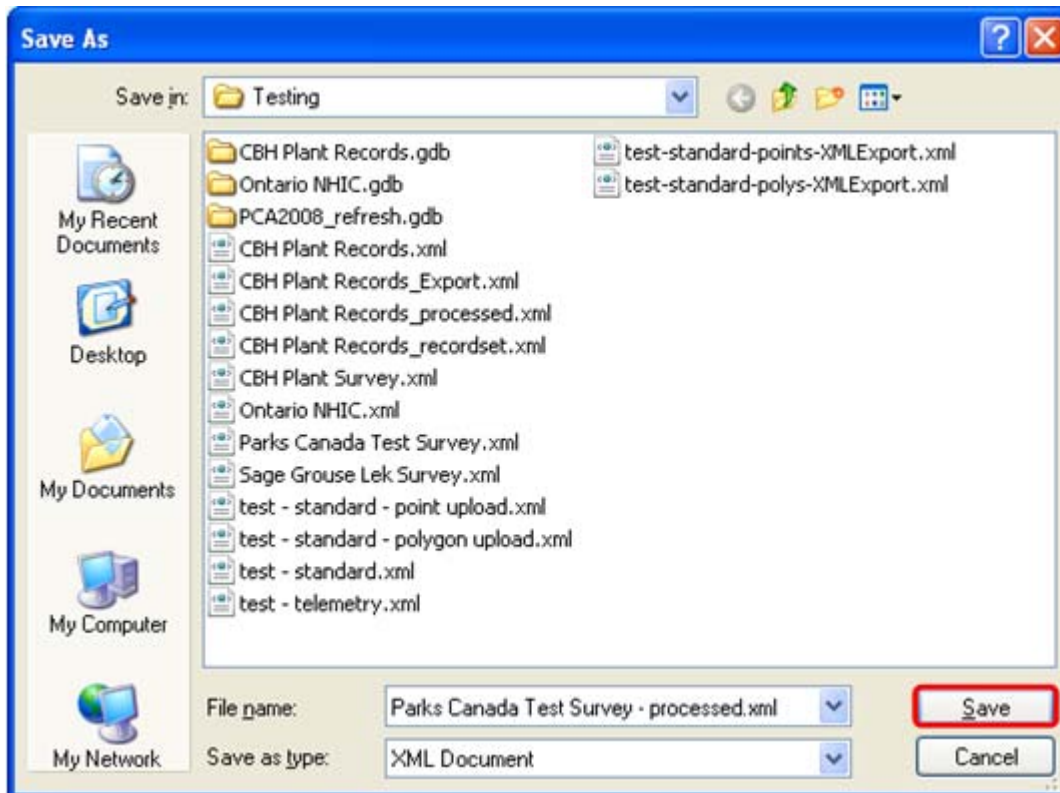 Save As
Save in: Testing
My Recent
Documents
Desktop
My Documents
My Computer
My Network
CBH Plant Records.gdb
Ontario NHIC.gdb
PCA2008_refresh.gdb
CBH Plant Records.xml
CBH Plant Records_Export.xml
CBH Plant Records_processed.xml
CBH Plant Records_recordset.xml
CBH Plant Survey.xml
Ontario NHIC.xml
Parks Canada Test Survey.xml
Sage Grouse Lek Survey.xml
test - standard - point upload.xml
test - standard - polygon upload.xml
test - standard.xml
test - telemetry.xml
test-standard-points-XMLExport.xml
test-standard-polys-XMLExport.xml
File name: Parks Canada Test Survey - processed.xml Save
Save as type: XML Document Cancel